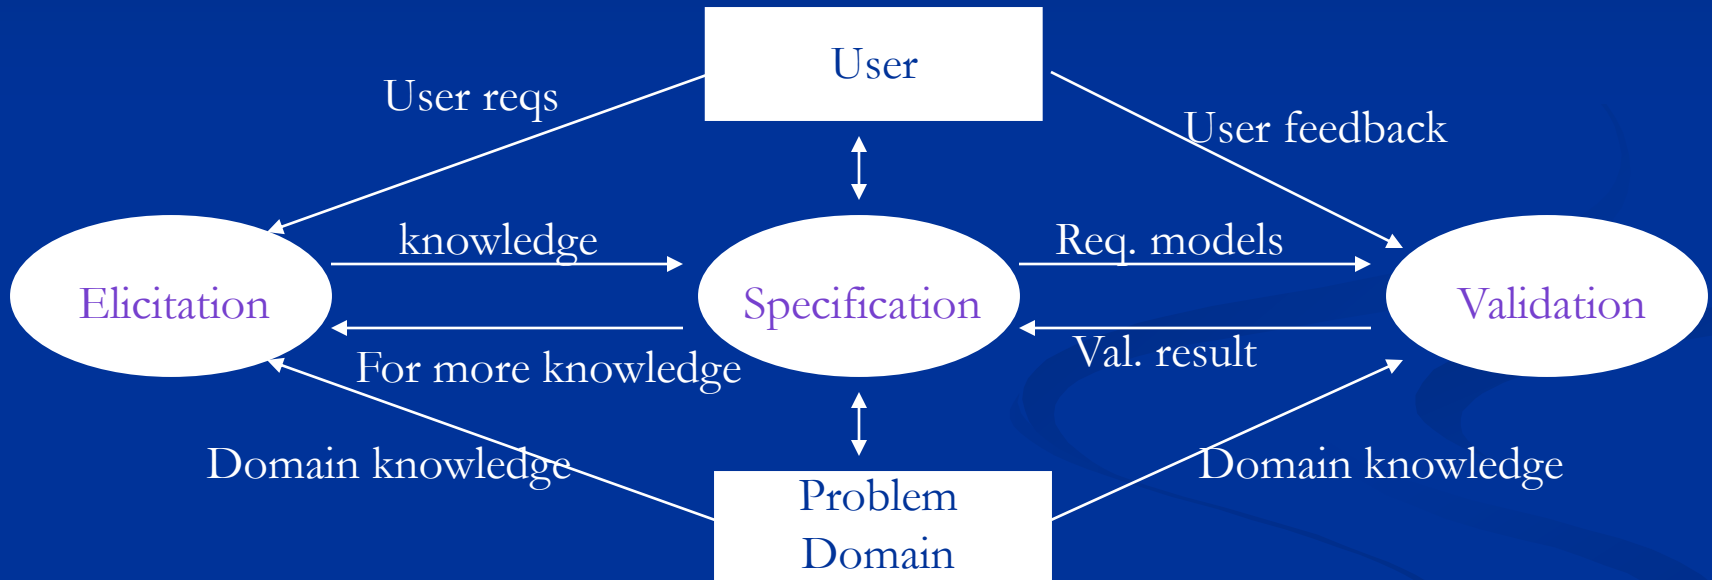 User
User reqs
User feedback
knowledge
Req. models
Elicitation
Specification
Validation
For more knowledge
Val. result
Domain knowledge
Domain knowledge
Problem
Domain